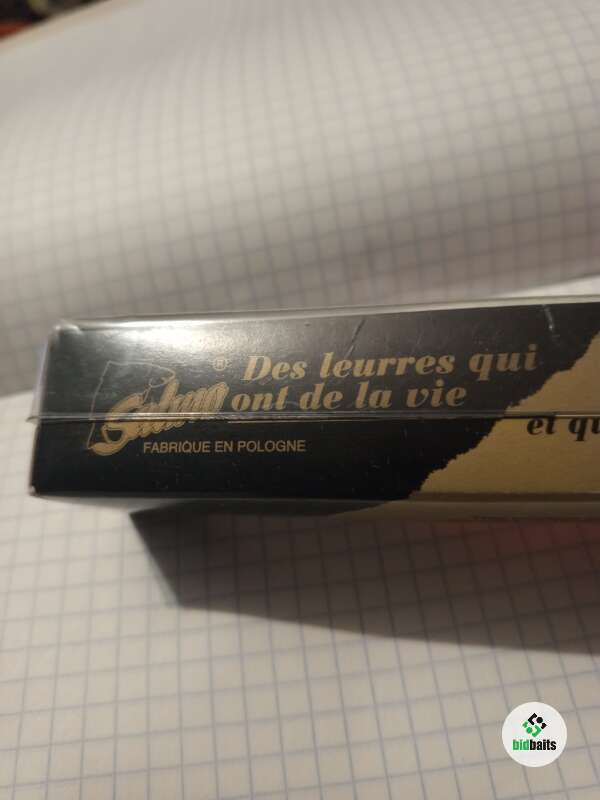 Salmo ®
Des leurres qui
ont de la vie
et qu
FABRIQUE EN POLOGNE
bidbaits